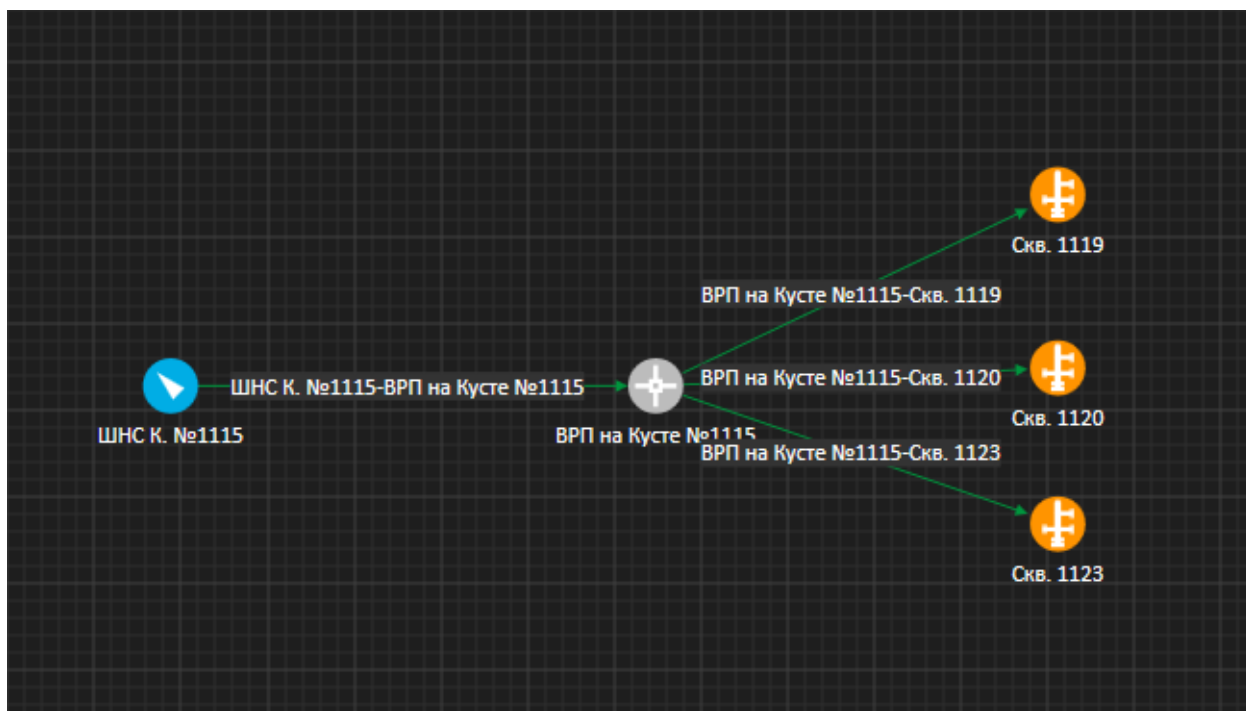 Скв. 1119
ВРП на Кусте №1115-Скв. 1119
ШНС К. №1115-ВРП на Кусте №1115
ВРП на Кусте №1115-Скв. 1120
Скв. 1120
ШНС К. №1115
ВРП на Кусте №1115
ВРП на Кусте №1115-Скв. 1123
Скв. 1123